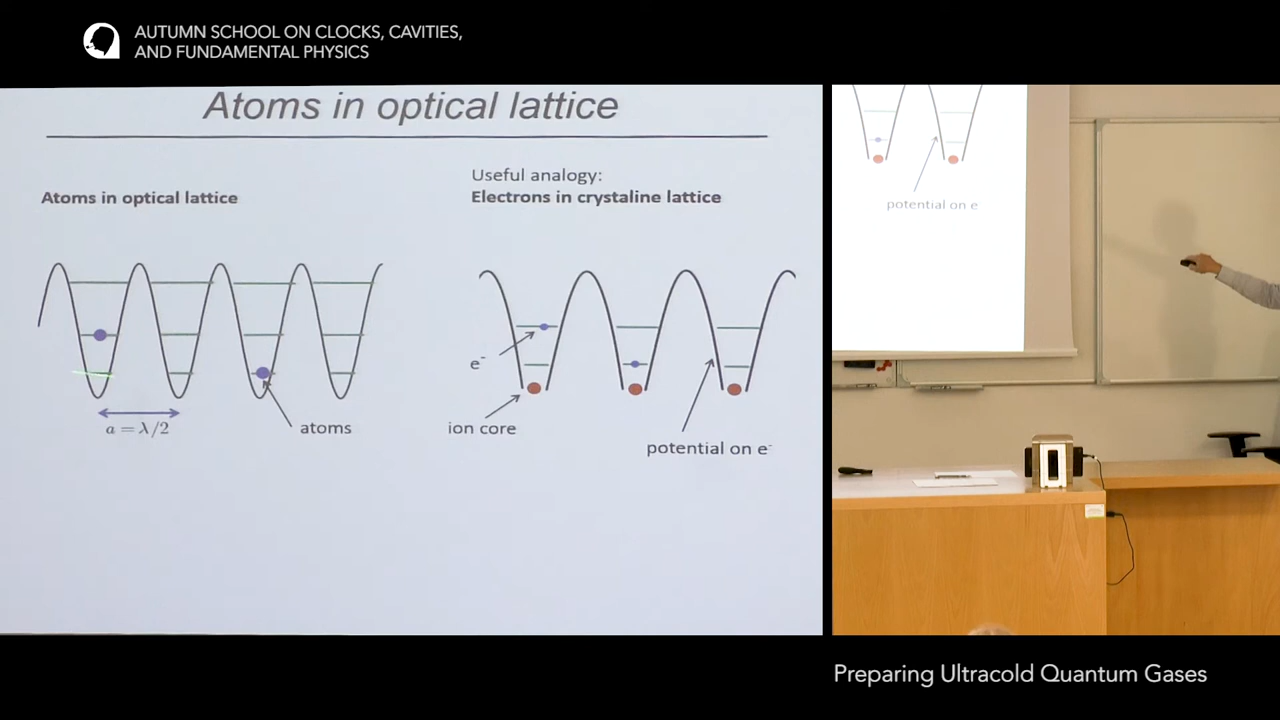 AUTUMN SCHOOL ON CLOCKS, CAVITIES,
AND FUNDAMENTAL PHYSICS
Atoms in optical lattice
Atoms in optical lattice
a = λ/2
atoms
Useful analogy:
Electrons in crystaline lattice
e⁻
ion core
potential on e⁻
potential on e
Preparing Ultracold Quantum Gases